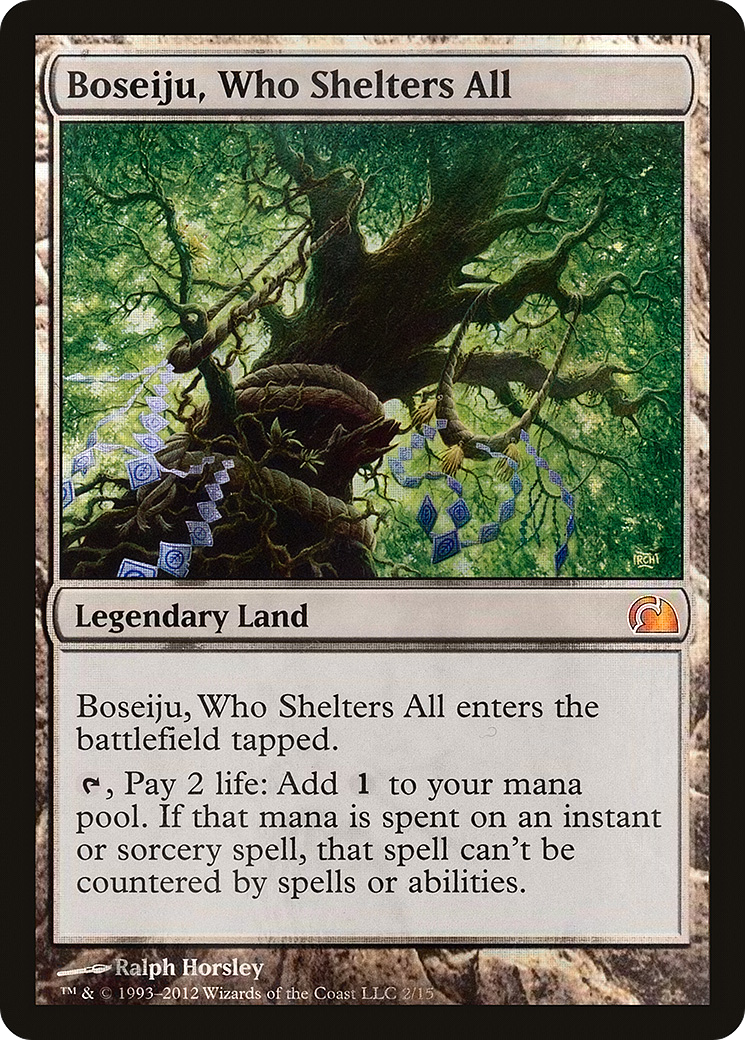 Boseiju, Who Shelters All
Legendary Land
Boseiju, Who Shelters All enters the
battlefield tapped.
, Pay 2 life: Add 1 to your mana
pool. If that mana is spent on an instant
or sorcery spell, that spell can't be
countered by spells or abilities.
Ralph Horsley
™ & © 1993–2012 Wizards of the Coast LLC 2/15